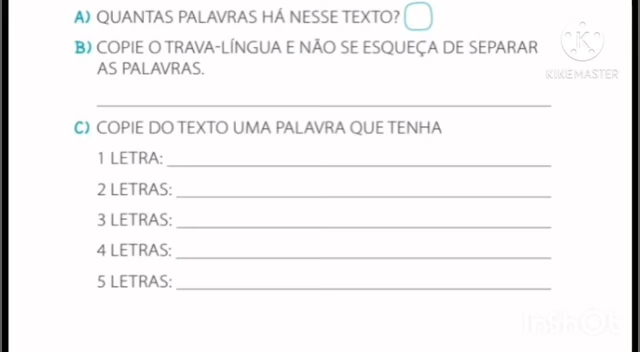 A) QUANTAS PALAVRAS HÁ NESSE TEXTO?
B) COPIE O TRAVA-LÍNGUA E NÃO SE ESQUEÇA DE SEPARAR
AS PALAVRAS.
KINEMASTER
C) COPIE DO TEXTO UMA PALAVRA QUE TENHA
1 LETRA:
2 LETRAS:
3 LETRAS:
4 LETRAS:
5 LETRAS:
InShOt